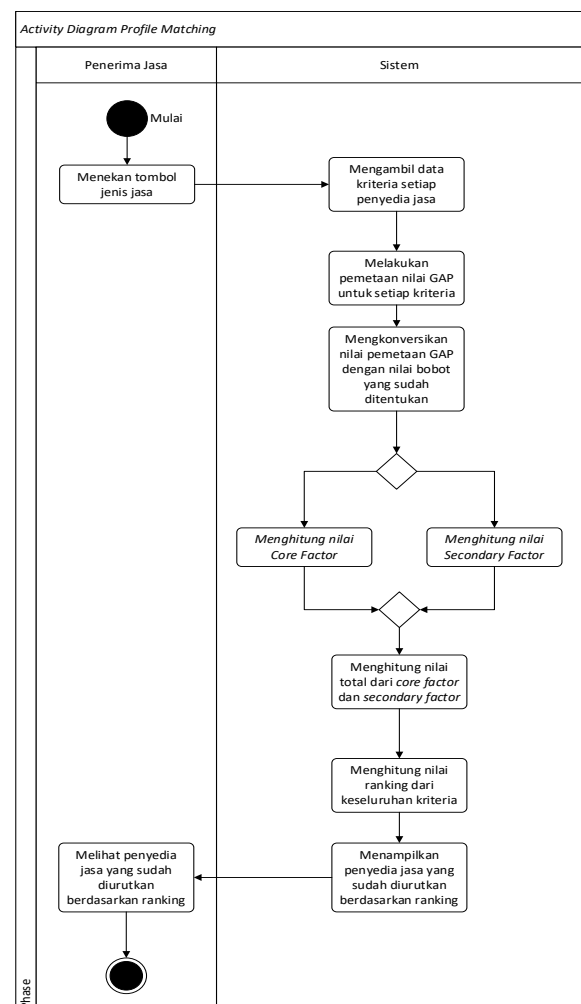 Activity Diagram Profile Matching
Penerima Jasa
Sistem
Mulai
Menekan tombol
jenis jasa
Mengambil data
kriteria setiap
penyedia jasa
Melakukan
pemetaan nilai GAP
untuk setiap kriteria
Mengkonversikan
nilai pemetaan GAP
dengan nilai bobot
yang sudah
ditentukan
Menghitung nilai
Core Factor
Menghitung nilai
Secondary Factor
Menghitung nilai
total dari core factor
dan secondary factor
Menghitung nilai
ranking dari
keseluruhan kriteria
Melihat penyedia
jasa yang sudah
diurutkan
berdasarkan ranking
Menampilkan
penyedia jasa yang
sudah diurutkan
berdasarkan ranking
Phase